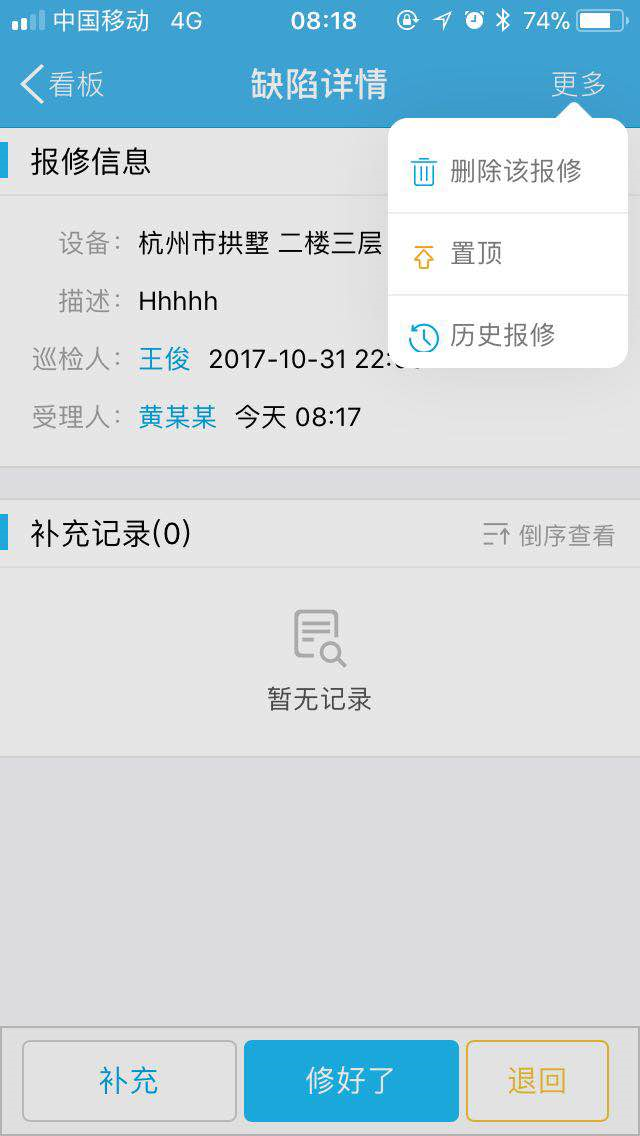 中国移动 4G 08:18 74%
看板 缺陷详情 更多
报修信息
删除该报修
置顶
历史报修
设备: 杭州市拱墅 二楼三层
描述: Hhhhh
巡检人: 王俊 2017-10-31 22:
受理人: 黄某某 今天 08:17
补充记录(0) 倒序查看
暂无记录
补充 修好了 退回